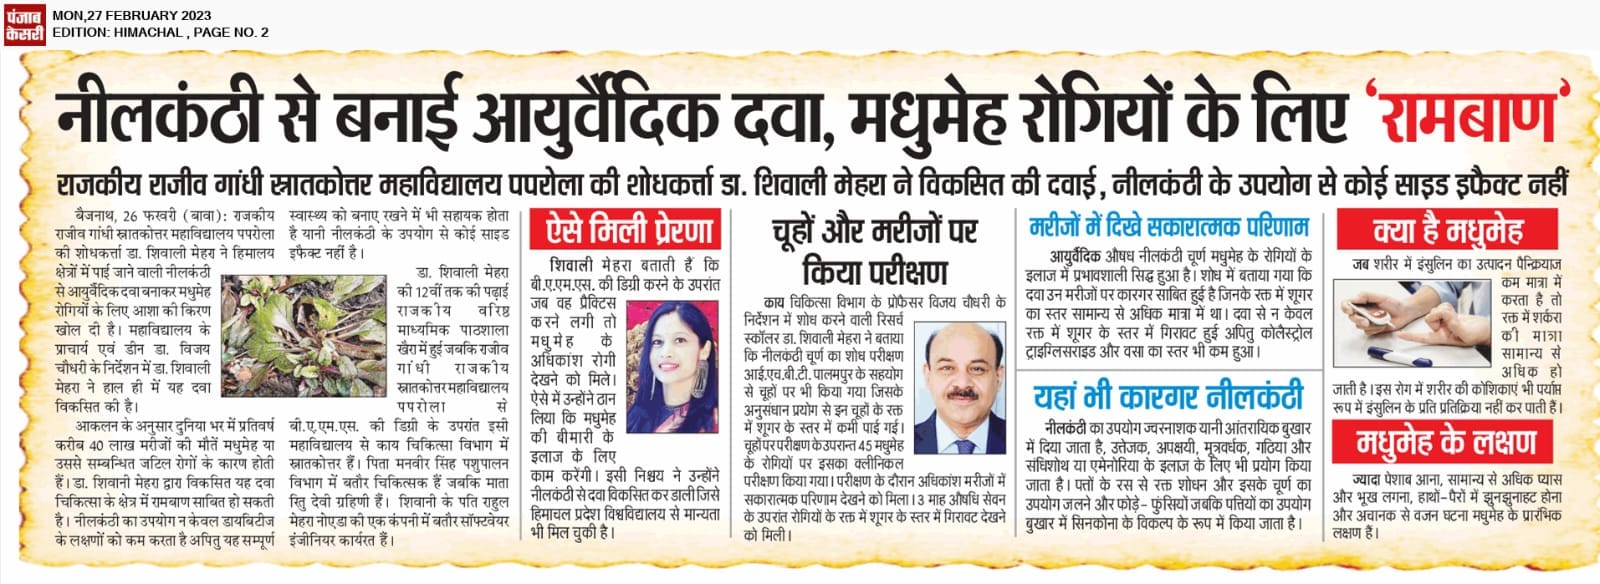 पंजाब
केसरी
MON,27 FEBRUARY 2023
EDITION: HIMACHAL , PAGE NO. 2
नीलकंठी से बनाई आयुर्वैदिक दवा, मधुमेह रोगियों के लिए ‘रामबाण’
राजकीय राजीव गांधी स्नातकोत्तर महाविद्यालय पपरोला की शोधकर्त्ता डा. शिवाली मेहरा ने विकसित की दवाई, नीलकंठी के उपयोग से कोई साइड इफैक्ट नहीं
बैजनाथ, 26 फरवरी (बावा): राजकीय
राजीव गांधी स्नातकोत्तर महाविद्यालय पपरोला
की शोधकर्त्ता डा. शिवाली मेहरा ने हिमालय
क्षेत्रों में पाई जाने वाली नीलकंठी
से आयुर्वैदिक दवा बनाकर मधुमेह
रोगियों के लिए आशा की किरण
खोल दी है। महाविद्यालय के
प्राचार्य एवं डीन डा. विजय
चौधरी के निर्देशन में डा. शिवाली
मेहरा ने हाल ही में यह दवा
विकसित की है।
आकलन के अनुसार दुनिया भर में प्रतिवर्ष
करीब 40 लाख मरीजों की मौतें मधुमेह या
उससे सम्बन्धित जटिल रोगों के कारण होती
हैं। डा. शिवाली मेहरा द्वारा विकसित यह दवा
चिकित्सा के क्षेत्र में रामबाण साबित हो सकती
है। नीलकंठी का उपयोग न केवल डायबिटीज
के लक्षणों को कम करता है अपितु यह सम्पूर्ण
स्वास्थ्य को बनाए रखने में भी सहायक होता
है यानी नीलकंठी के उपयोग से कोई साइड
इफैक्ट नहीं है।
डा. शिवाली मेहरा
की 12वीं तक की पढ़ाई
राजकीय वरिष्ठ
माध्यमिक पाठशाला
खैरा में हुई जबकि राजीव
गांधी राजकीय
स्नातकोत्तर महाविद्यालय
पपरोला से
बी.ए.एम.एस. की डिग्री के उपरांत इसी
महाविद्यालय से काय चिकित्सा विभाग में
स्नातकोत्तर हैं। पिता मनवीर सिंह पशुपालन
विभाग में बतौर चिकित्सक हैं जबकि माता
रितु देवी गृहिणी हैं। शिवानी के पति राहुल
मेहरा नोएडा की एक कंपनी में बतौर सॉफ्टवेयर
इंजीनियर कार्यरत हैं।
ऐसे मिली प्रेरणा
शिवाली मेहरा बताती हैं कि
बी.ए.एम.एस. की डिग्री करने के उपरांत
जब वह प्रैक्टिस
करने लगी तो
मधुमेह के
अधिकांश रोगी
देखने को मिले।
ऐसे में उन्होंने ठान
लिया कि मधुमेह
की बीमारी के
इलाज के लिए
काम करेंगी। इसी निश्चय ने उन्होंने
नीलकंठी से दवा विकसित कर डाली जिसे
हिमाचल प्रदेश विश्वविद्यालय से मान्यता
भी मिल चुकी है।
चूहों और मरीजों पर
किया परीक्षण
काय चिकित्सा विभाग के प्रोफैसर विजय चौधरी के
निर्देशन में शोध करने वाली रिसर्च
स्कॉलर डा. शिवाली मेहरा ने बताया
कि नीलकंठी चूर्ण का शोध परीक्षण
आई.एच.बी.टी. पालमपुर के सहयोग
से चूहों पर भी किया गया जिसके
अनुसंधान प्रयोग से इन चूहों के रक्त
में शूगर के स्तर में कमी पाई गई।
चूहों पर परीक्षण के उपरान्त 45 मधुमेह
के रोगियों पर इसका क्लीनिकल
परीक्षण किया गया। परीक्षण के दौरान अधिकांश मरीजों में
सकारात्मक परिणाम देखने को मिला। 3 माह औषधि सेवन
के उपरांत रोगियों के रक्त में शूगर के स्तर में गिरावट देखने
को मिली।
मरीजों में दिखे सकारात्मक परिणाम
आयुर्वैदिक औषध नीलकंठी चूर्ण मधुमेह के रोगियों के
इलाज में प्रभावशाली सिद्ध हुआ है। शोध में बताया गया कि
दवा उन मरीजों पर कारगर साबित हुई है जिनके रक्त में शूगर
का स्तर सामान्य से अधिक मात्रा में था। दवा से न केवल
रक्त में शूगर के स्तर में गिरावट हुई अपितु कोलैस्ट्रोल
ट्राइग्लिसराइड और वसा का स्तर भी कम हुआ।
यहां भी कारगर नीलकंठी
नीलकंठी का उपयोग ज्वरनाशक यानी आंतरायिक बुखार
में दिया जाता है, उत्तेजक, अपक्षयी, मूत्रवर्धक, गठिया और
संधिशोथ या एमेनोरिया के इलाज के लिए भी प्रयोग किया
जाता है। पत्तों के रस से रक्त शोधन और इसके चूर्ण का
उपयोग जलने और फोड़े- फुंसियों जबकि पत्तियों का उपयोग
बुखार में सिनकोना के विकल्प के रूप में किया जाता है।
क्या है मधुमेह
जब शरीर में इंसुलिन का उत्पादन पैन्क्रियाज
कम मात्रा में
करता है तो
रक्त में शर्करा
की मात्रा
सामान्य से
अधिक हो
जाती है। इस रोग में शरीर की कोशिकाएं भी पर्याप्त
रूप में इंसुलिन के प्रति प्रतिक्रिया नहीं कर पाती हैं।
मधुमेह के लक्षण
ज्यादा पेशाब आना, सामान्य से अधिक प्यास
और भूख लगना, हाथों-पैरों में झुनझुनाहट होना
और अचानक से वजन घटना मधुमेह के प्रारंभिक
लक्षण हैं।